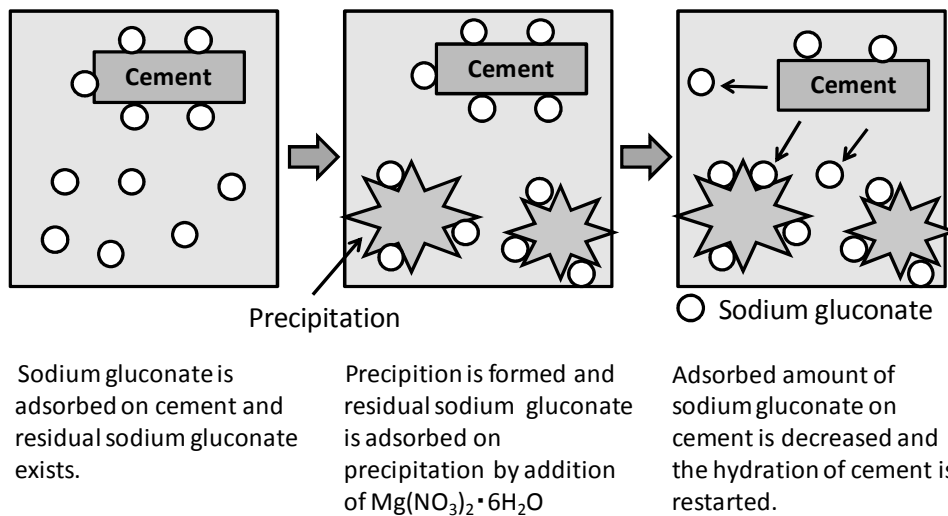 Cement
Cement
Cement
Precipitation
Sodium gluconate
Sodium gluconate is
adsorbed on cement and
residual sodium gluconate
exists.
Precipition is formed and
residual sodium gluconate
is adsorbed on
precipitation by addition
of Mg(NO₃)₂・6H₂O
Adsorbed amount of
sodium gluconate on
cement is decreased and
the hydration of cement is
restarted.